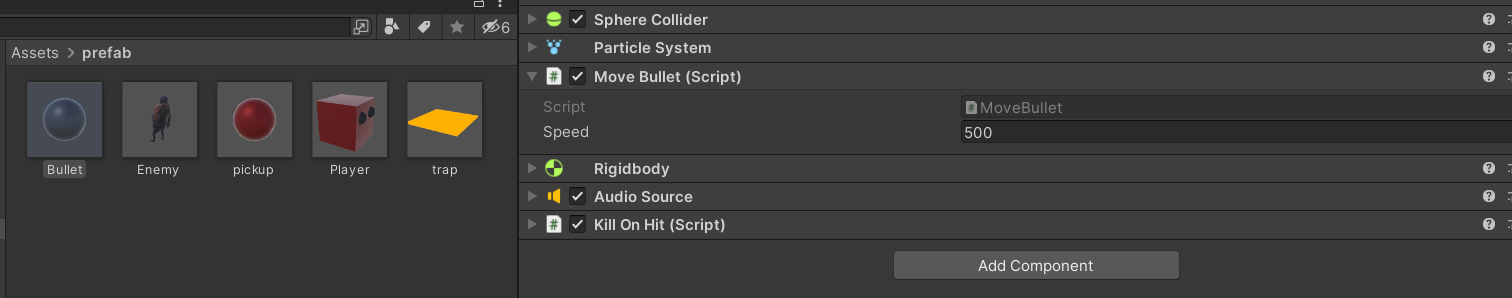 6
Assets > prefab
Bullet
Enemy
pickup
Player
trap
Sphere Collider
Particle System
# Move Bullet (Script)
Script
# MoveBullet
Speed
500
Rigidbody
Audio Source
# Kill On Hit (Script)
Add Component